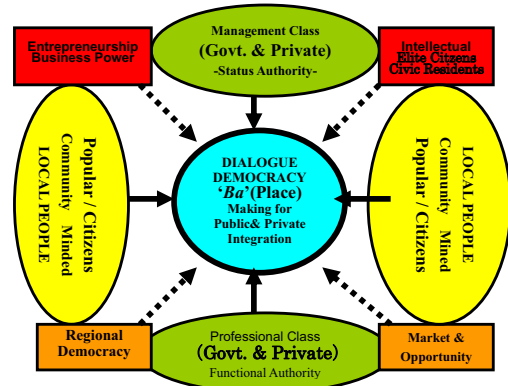 Management Class
(Govt. & Private)
-Status Authority-
Entrepreneurship
Business Power
Intellectual
Elite Citzens
Civic Residents
Popular / Citizens
Community Minded
LOCAL PEOPLE
DIALOGUE
DEMOCRACY
‘Ba’(Place)
Making for
Public& Private
Integration
LOCAL PEOPLE
Community Mined
Popular / Citizens
Regional
Democracy
Professional Class
(Govt. & Private)
Functional Authority
Market &
Opportunity